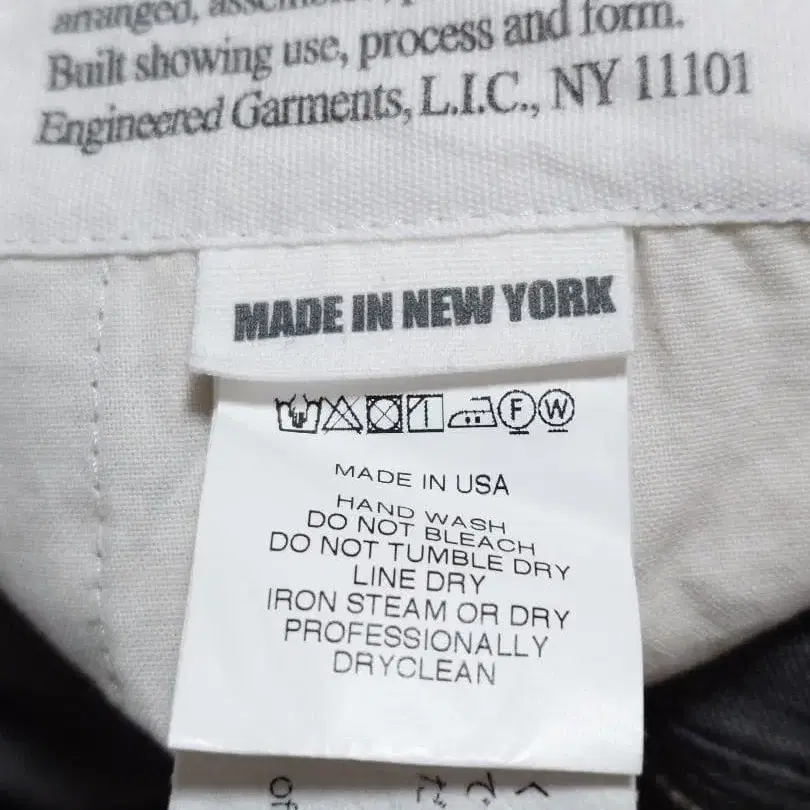 arranged,
Built showing use, process and form.
Engineered Garments, L.I.C., NY 11101
MADE IN NEW YORK
F W
MADE IN USA
HAND WASH
DO NOT BLEACH
DO NOT TUMBLE DRY
LINE DRY
IRON STEAM OR DRY
PROFESSIONALLY
DRYCLEAN